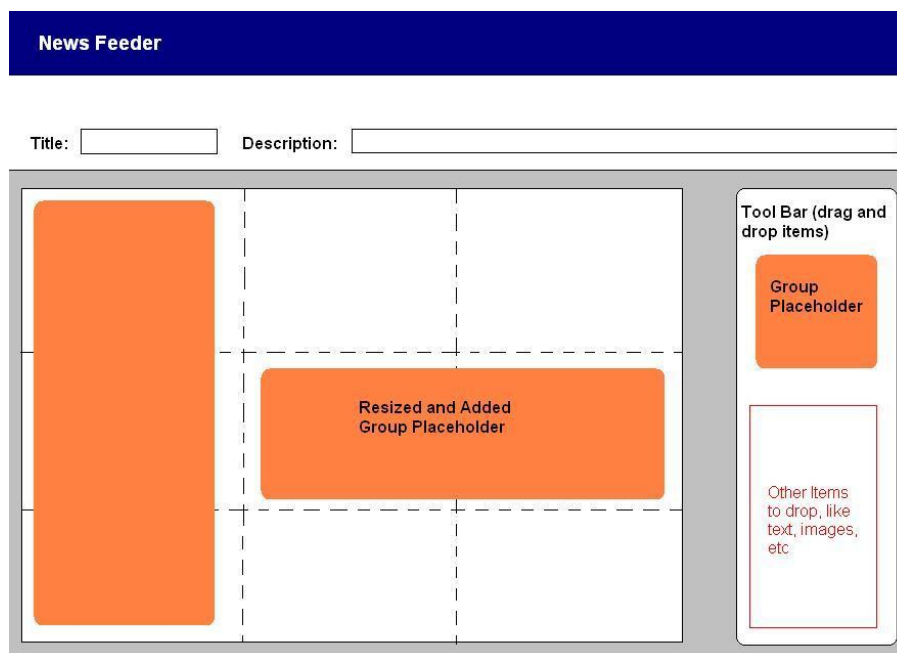 News Feeder
Title:
Description:
Tool Bar (drag and
drop items)
Group
Placeholder
Resized and Added
Group Placeholder
Other Items
to drop, like
text, images,
etc